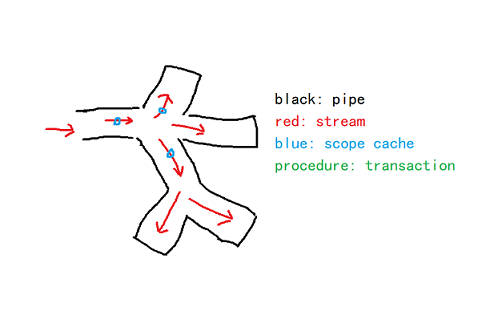 black: pipe
red: stream
blue: scope cache
procedure: transaction